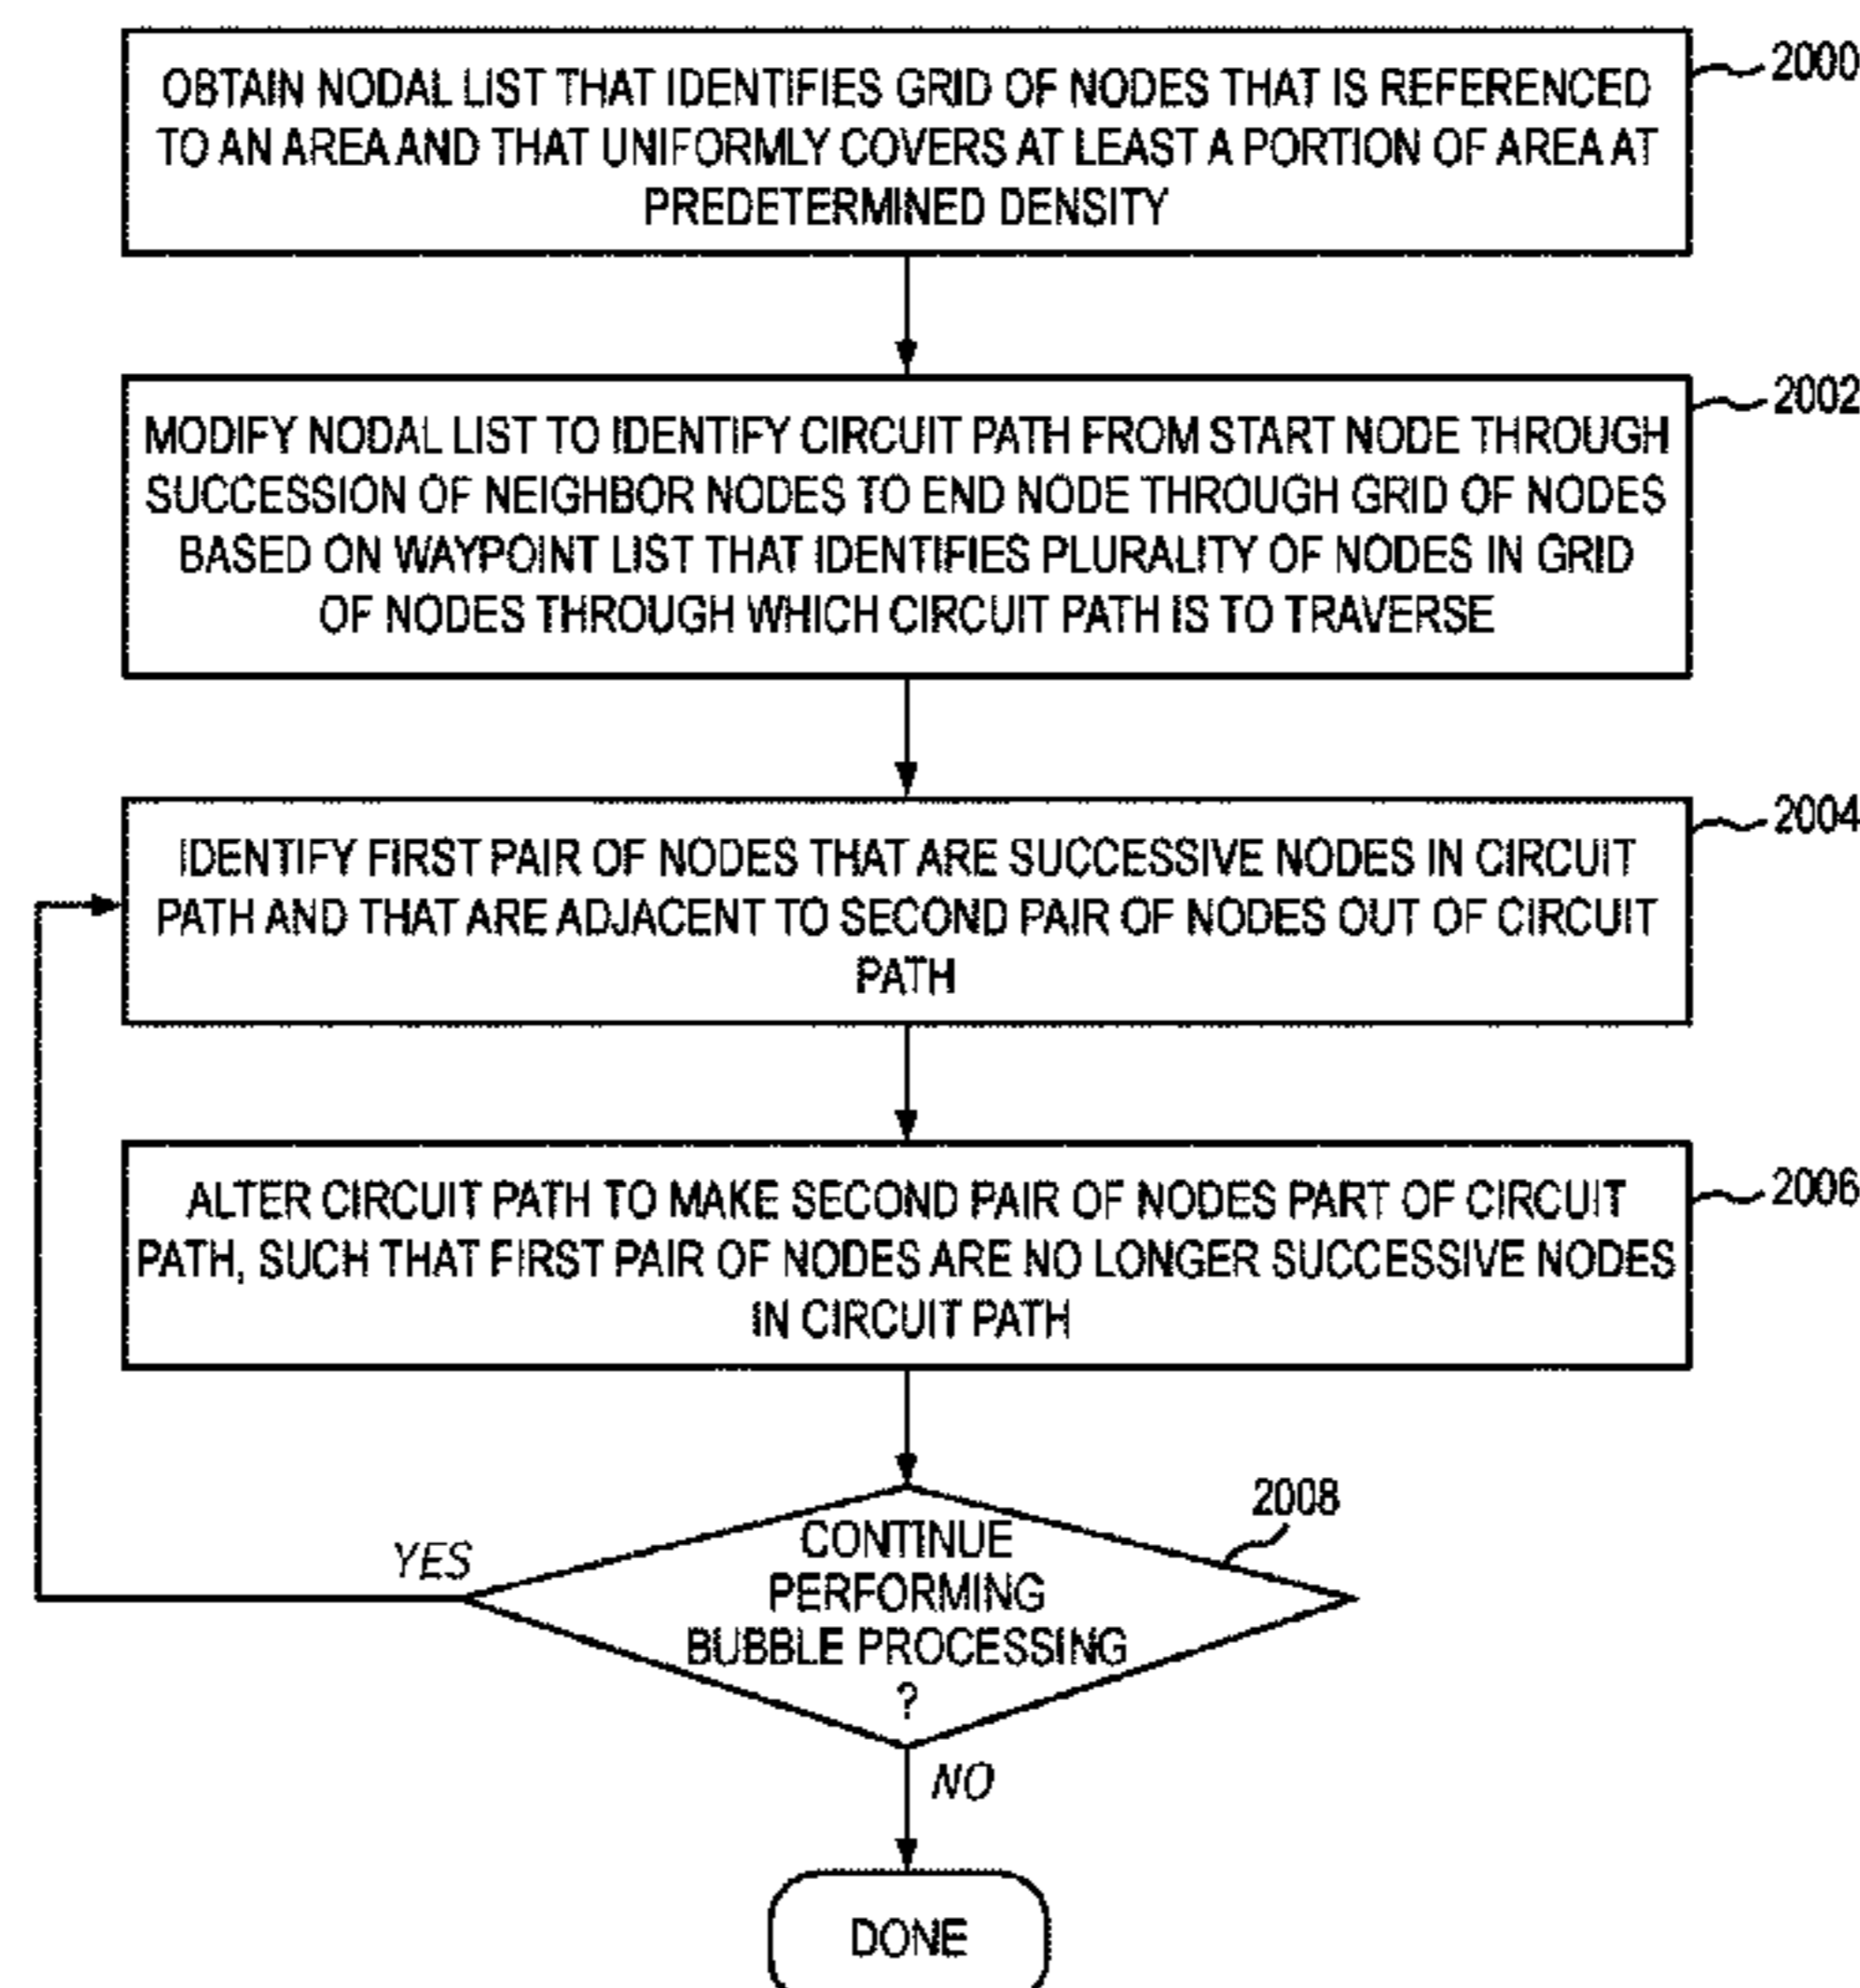 OBTAIN NODAL LIST THAT IDENTIFIES GRID OF NODES THAT IS REFERENCED
TO AN AREA AND THAT UNIFORMLY COVERS AT LEAST A PORTION OF AREA AT
PREDETERMINED DENSITY
2000
MODIFY NODAL LIST TO IDENTIFY CIRCUIT PATH FROM START NODE THROUGH
SUCCESSION OF NEIGHBOR NODES TO END NODE THROUGH GRID OF NODES
BASED ON WAYPOINT LIST THAT IDENTIFIES PLURALITY OF NODES IN GRID
OF NODES THROUGH WHICH CIRCUIT PATH IS TO TRAVERSE
2002
IDENTIFY FIRST PAIR OF NODES THAT ARE SUCCESSIVE NODES IN CIRCUIT
PATH AND THAT ARE ADJACENT TO SECOND PAIR OF NODES OUT OF CIRCUIT
PATH
2004
ALTER CIRCUIT PATH TO MAKE SECOND PAIR OF NODES PART OF CIRCUIT
PATH, SUCH THAT FIRST PAIR OF NODES ARE NO LONGER SUCCESSIVE NODES
IN CIRCUIT PATH
2006
CONTINUE
PERFORMING
BUBBLE PROCESSING
?
2008
YES
NO
DONE